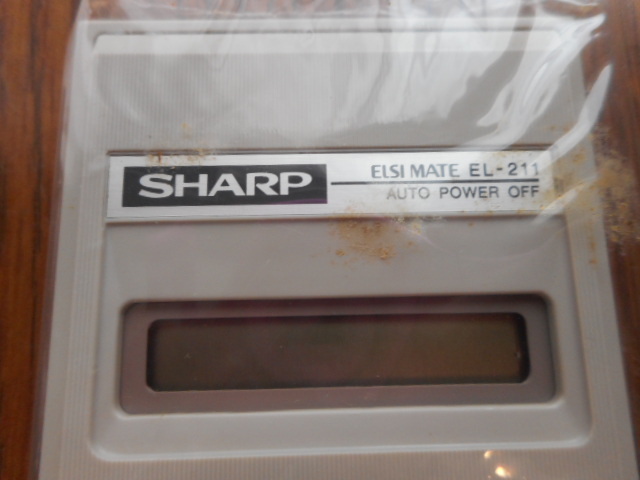 SHARP
ELSI MATE EL-211
AUTO POWER OFF